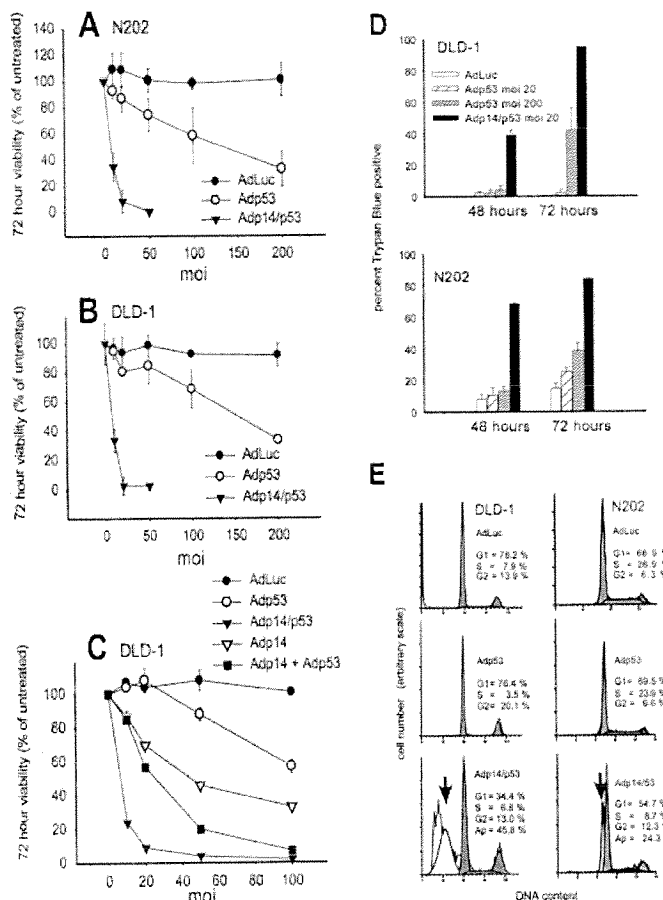 A N202
72 hour viability (% of untreated)
140
120
100
80
60
40
20
0
AdLuc
Adp53
Adp14/p53
0 50 100 150 200
moi
B DLD-1
72 hour viability (% of untreated)
100
80
60
40
20
0
AdLuc
Adp53
Adp14/p53
0 50 100 150 200
moi
AdLuc
Adp53
Adp14/p53
Adp14
Adp14 + Adp53
C DLD-1
72 hour viability (% of untreated)
120
100
80
60
40
20
0
0 20 40 60 80 100
moi
D
DLD-1
percent Trypan Blue positive
100
80
60
40
20
0
AdLuc
Adp53 moi 20
Adp53 moi 200
Adp14/p53 moi 20
48 hours 72 hours
N202
100
80
60
40
20
0
48 hours 72 hours
E
cell number (arbitrary scale)
DLD-1
AdLuc
G1 = 78.2 %
S = 7.9 %
G2 = 13.9 %
Adp53
G1 = 76.4 %
S = 3.5 %
G2 = 20.1 %
Adp14/p53
G1 = 34.4 %
S = 6.8 %
G2 = 13.0 %
Ap = 45.8 %
N202
AdLuc
G1=
S =
G2 = 6.3 %
Adp53
G1= 69.5 %
S = 23.9 %
G2 = 6.6 %
Adp14/53
G1= 54.7 %
S = 8.7 %
G2 = 12.3 %
Ap = 24.3
DNA content